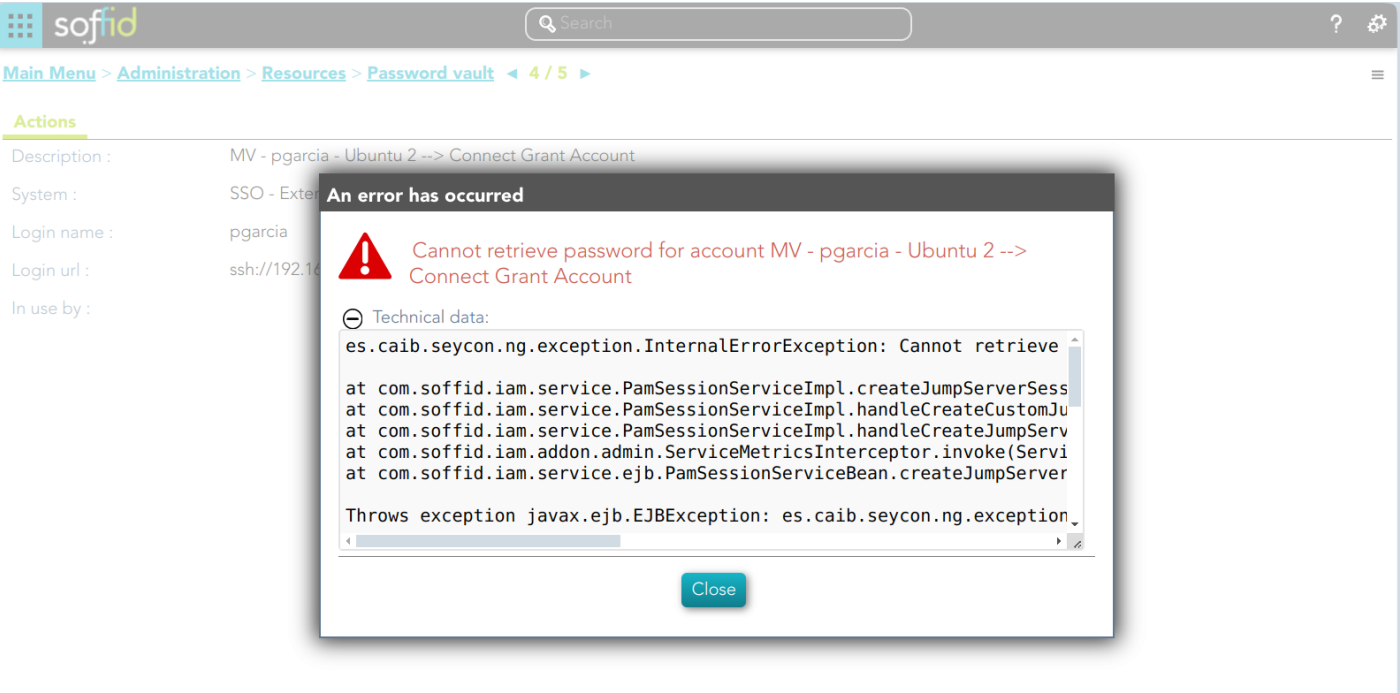 soffid
Search
?
Main Menu > Administration > Resources > Password vault ◄ 4 / 5 ►
Actions
Description : MV - pgarcia - Ubuntu 2 --> Connect Grant Account
System : SSO - Exter
Login name : pgarcia
Login url : ssh://192.16
In use by :
An error has occurred
Cannot retrieve password for account MV - pgarcia - Ubuntu 2 -->
Connect Grant Account
Technical data:
es.caib.seycon.ng.exception.InternalErrorException: Cannot retrieve
at com.soffid.iam.service.PamSessionServiceImpl.createJumpServerSess
at com.soffid.iam.service.PamSessionServiceImpl.handleCreateCustomJu
at com.soffid.iam.service.PamSessionServiceImpl.handleCreateJumpServ
at com.soffid.iam.addon.admin.ServiceMetricsInterceptor.invoke(Servi
at com.soffid.iam.service.ejb.PamSessionServiceBean.createJumpServer
Throws exception javax.ejb.EJBException: es.caib.seycon.ng.exception
Close